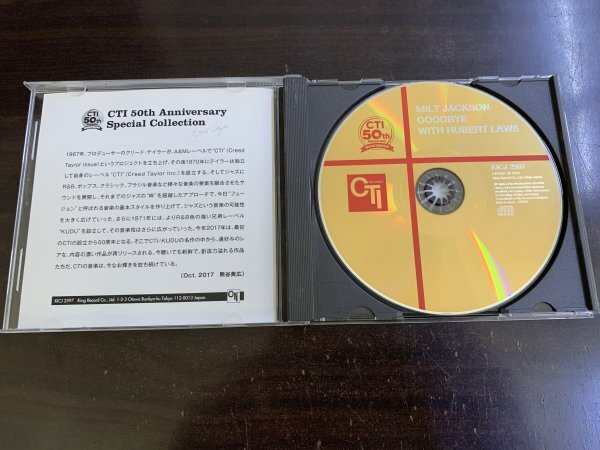 CTI
50th
CTI 50th Anniversary
Special Collection
1967年、プロデューサーのクリード・テイラーが、A&Mレーベルで"CTI"(Creed
Taylor Issue)というプロジェクトを立ち上げ、その後1970年にテイラーは独立
して自身のレーベル"CTI"(Creed Taylor Inc.)を設立する。そしてジャズに
R&B、ポップス、クラシック、ブラジル音楽など様々な音楽の要素を融合させたサ
ウンドを展開し、それまでのジャズの"粋"を超越したアプローチで、今日"フュー
ジョン"と呼ばれる音楽の基本スタイルを作り上げて、ジャズという音楽の可能性
を大きく広げていった。さらに1971年には、よりR&B色の強い兄弟レーベル
"KUDU"を設立して、その音楽性はさらに広がっていった。今年2017年は、最初
のCTIの設立から50周年となる。そこでCTI/KUDUの名作の中から、通好みのレ
アな、内容の濃い作品が再リリースされる。今聴いても新鮮で、創造力溢れる作品
たちだ。CTIの音楽は、今なお輝きを放ち続けている。
(Oct. 2017 熊谷美広)
KICJ 2597 King Record Co., Ltd. 1-2-3 Otowa Bunkyo-ku Tokyo 112-0013 Japan.
CTI
MILT JACKSON
GOODBYE
WITH HUBERT LAWS
CTI
50th
KICJ 2597
CTI